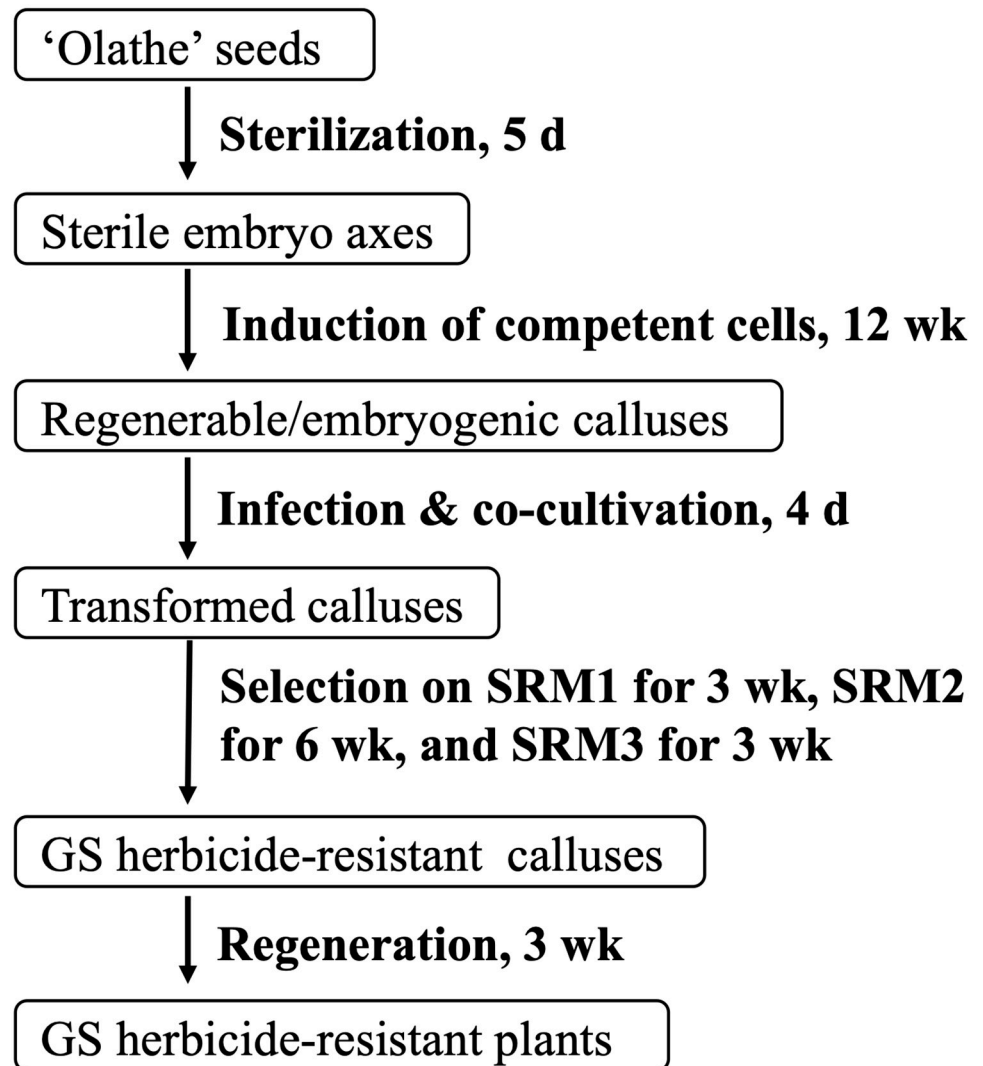 ‘Olathe’ seeds
Sterilization, 5 d
Sterile embryo axes
Induction of competent cells, 12 wk
Regenerable/embryogenic calluses
Infection & co-cultivation, 4 d
Transformed calluses
Selection on SRM1 for 3 wk, SRM2
for 6 wk, and SRM3 for 3 wk
GS herbicide-resistant calluses
Regeneration, 3 wk
GS herbicide-resistant plants